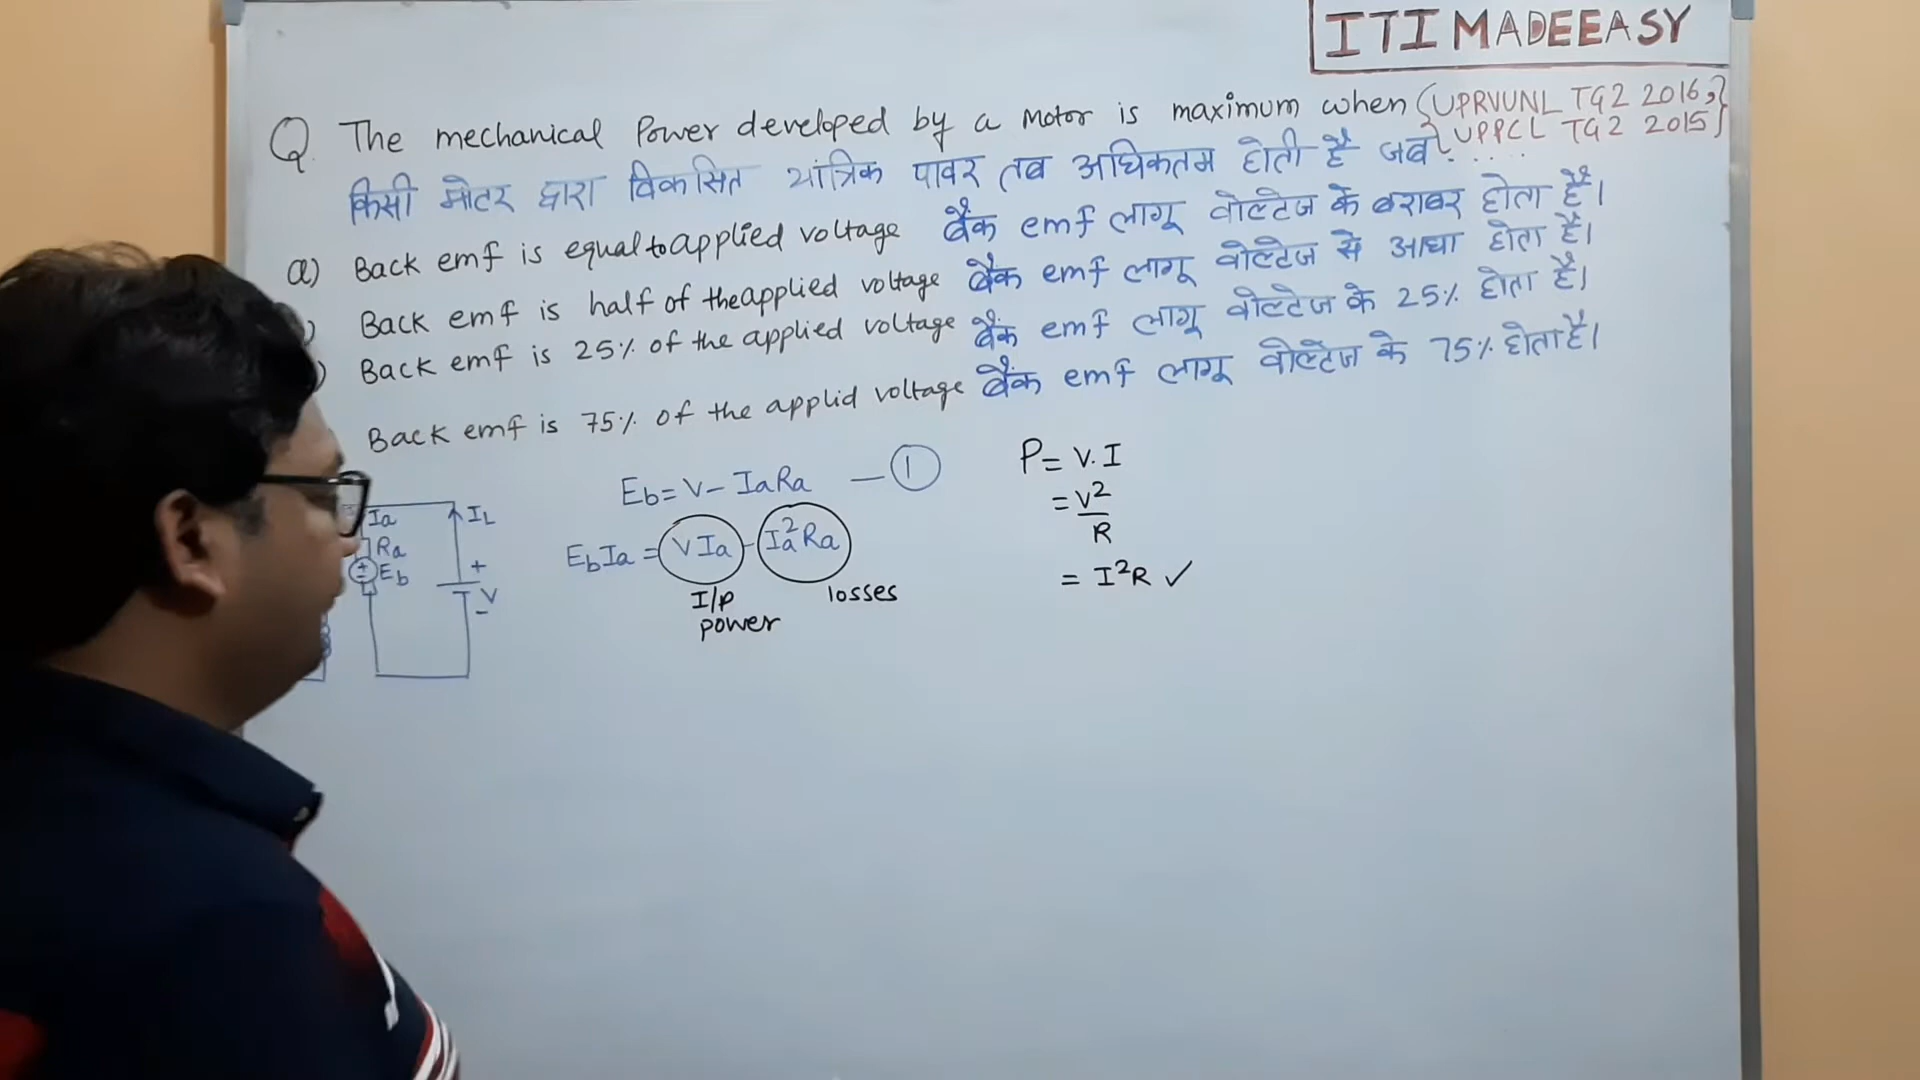 ITI MADEEASY
Q. The mechanical Power developed by a Motor is maximum when {UPRVUNL TG2 2016,}
UPPCL TG2 2015}
किसी मोटर द्वारा विकसित यांत्रिक पावर तब अधिकतम होती है जब.....
a) Back emf is equal to applied voltage बैक emf लागू वोल्टेज के बराबर होता है।
) Back emf is half of the applied voltage बैक emf लागू वोल्टेज से आधा होता है।
) Back emf is 25% of the applied voltage बैक emf लागू वोल्टेज के 25% होता है।
Back emf is 75% of the applid voltage बैक emf लागू वोल्टेज के 75% होता है।
Eb = V - IaRa — 1
EbIa = VIa - Ia²Ra
I/P power
losses
P = V.I
= V²/R
= I²R ✓
Ia
Ra
Eb
IL
+
V
-